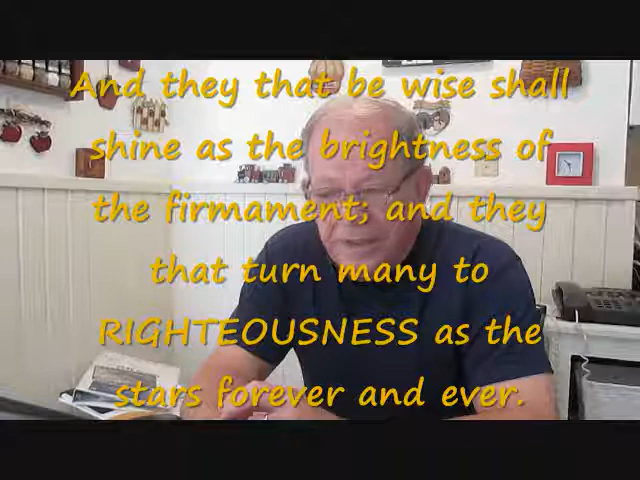 And they that be wise shall
shine as the brightness of
the firmament; and they
that turn many to
RIGHTEOUSNESS as the
stars forever and ever.